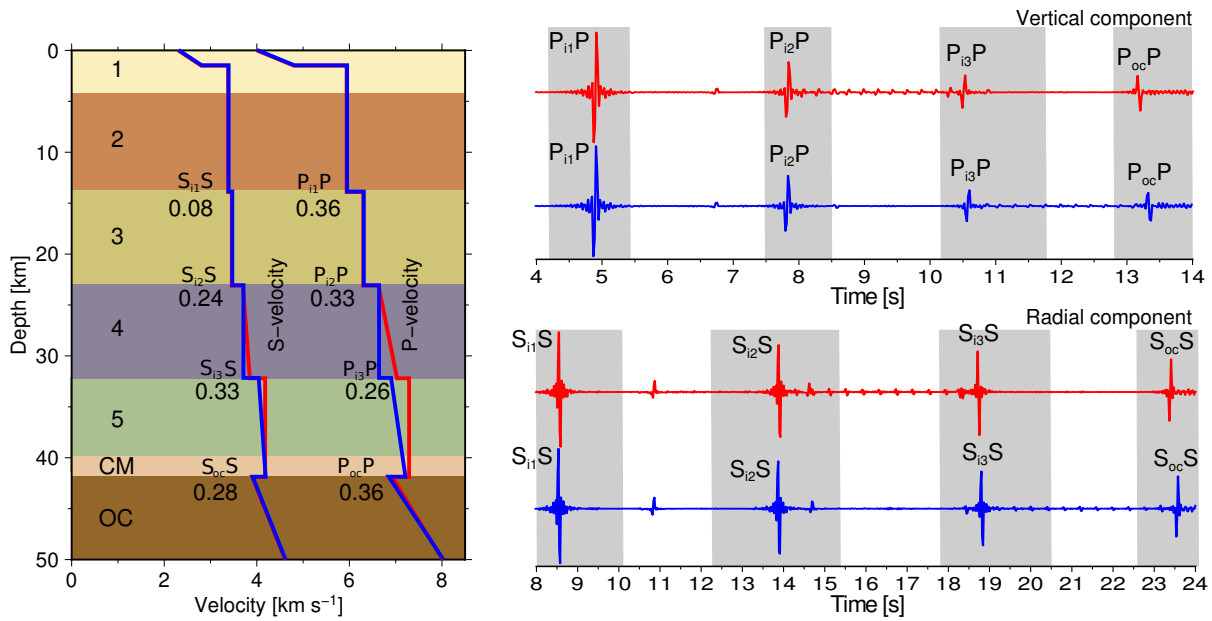 Depth [km]
0
10
20
30
40
50
1
2
3
4
5
CM
OC
Si1S
0.08
Pi1P
0.36
Si2S
0.24
Pi2P
0.33
S−velocity
P−velocity
Si3S
0.33
Pi3P
0.26
SocS
0.28
PocP
0.36
0 2 4 6 8
Velocity [km s−1]
Vertical component
Pi1P
Pi2P
Pi3P
PocP
Pi1P
Pi2P
Pi3P
PocP
4 5 6 7 8 9 10 11 12 13 14
Time [s]
Radial component
Si1S
Si2S
Si3S
SocS
Si1S
Si2S
Si3S
SocS
8 9 10 11 12 13 14 15 16 17 18 19 20 21 22 23 24
Time [s]